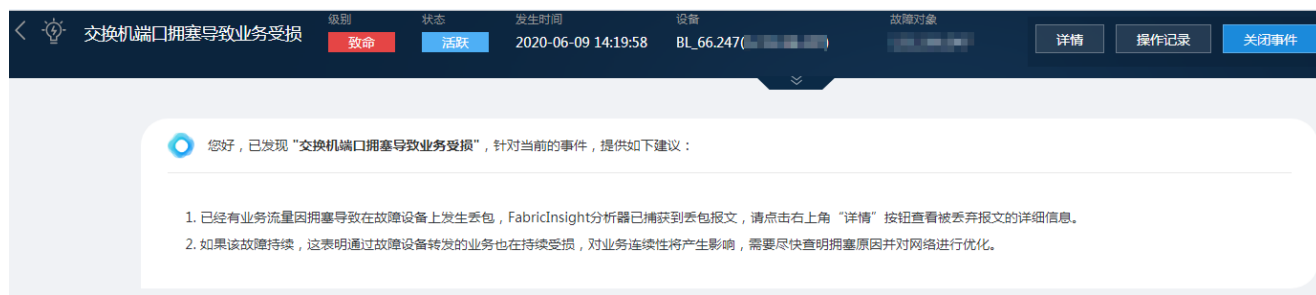 级别 状态 发生时间 设备 故障对象
交换机端口拥塞导致业务受损 致命 活跃 2020-06-09 14:19:58 BL_66.247( ) 详情 操作记录 关闭事件
您好，已发现 "交换机端口拥塞导致业务受损"，针对当前的事件，提供如下建议：
1. 已经有业务流量因拥塞导致在故障设备上发生丢包，FabricInsight分析器已捕获到丢包报文，请点击右上角“详情”按钮查看被丢弃报文的详细信息。
2. 如果该故障持续，这表明通过故障设备转发的业务也在持续受损，对业务连续性将产生影响，需要尽快查明拥塞原因并对网络进行优化。